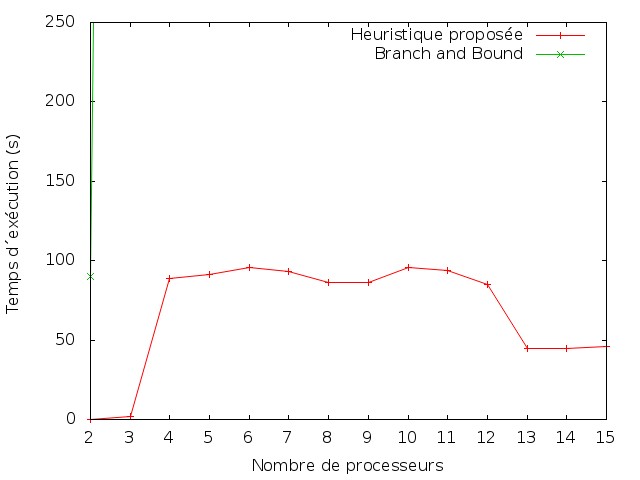 Heuristique proposée
Branch and Bound
250
200
150
100
50
0
2 3 4 5 6 7 8 9 10 11 12 13 14 15
Temps d´exécution (s)
Nombre de processeurs